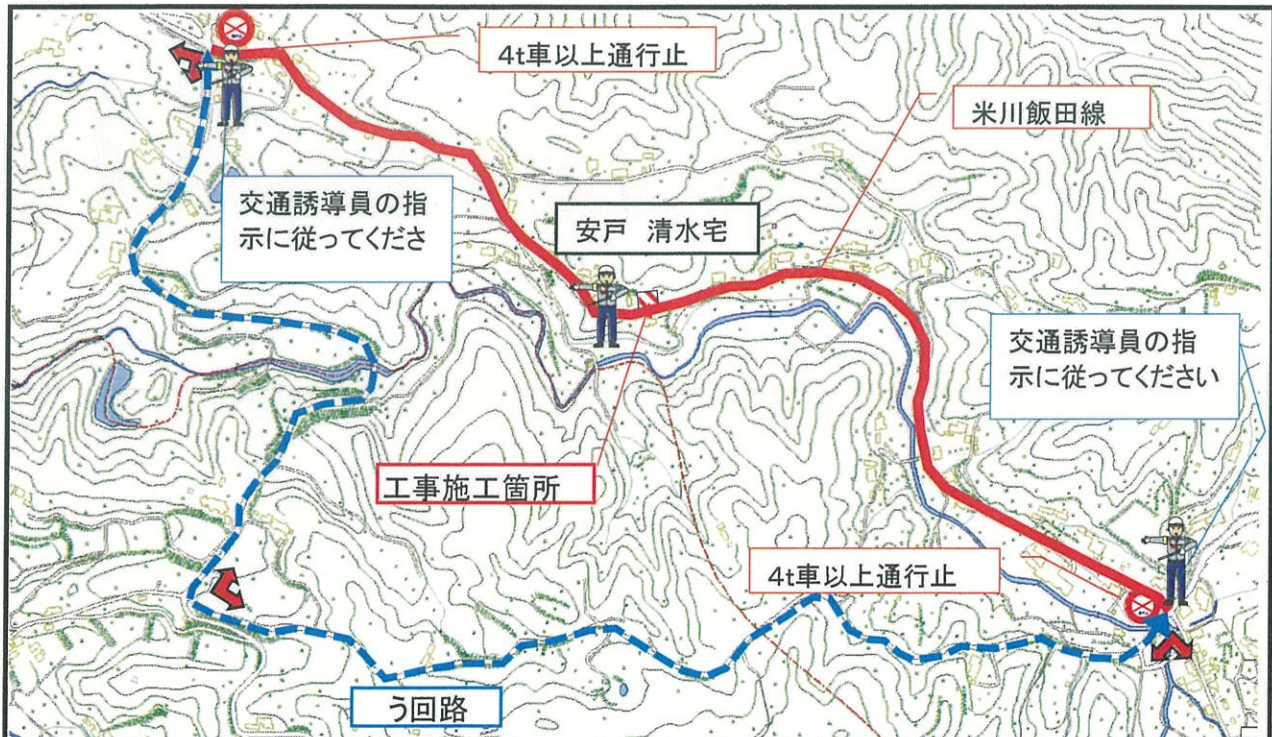 4t車以上通行止
米川飯田線
交通誘導員の指
示に従ってくださ
安戸 清水宅
交通誘導員の指
示に従ってください
工事施工箇所
4t車以上通行止
う回路